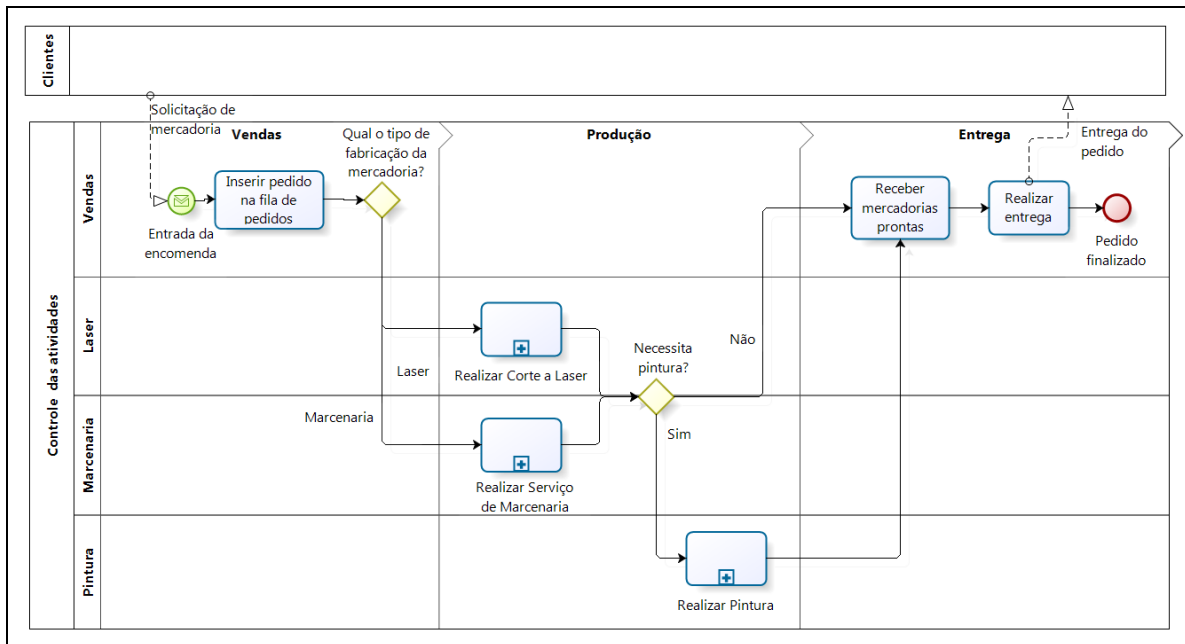 Clientes
Solicitação de
mercadoria
Vendas
Qual o tipo de
fabricação da
mercadoria?
Produção
Entrega
Entrega do
pedido
Controle das atividades
Vendas
Inserir pedido
na fila de
pedidos
Entrada da
encomenda
Receber
mercadorias
prontas
Realizar
entrega
Pedido
finalizado
Laser
Laser
Realizar Corte a Laser
Necessita
pintura?
Não
Marcenaria
Marcenaria
Sim
Realizar Serviço
de Marcenaria
Pintura
Realizar Pintura